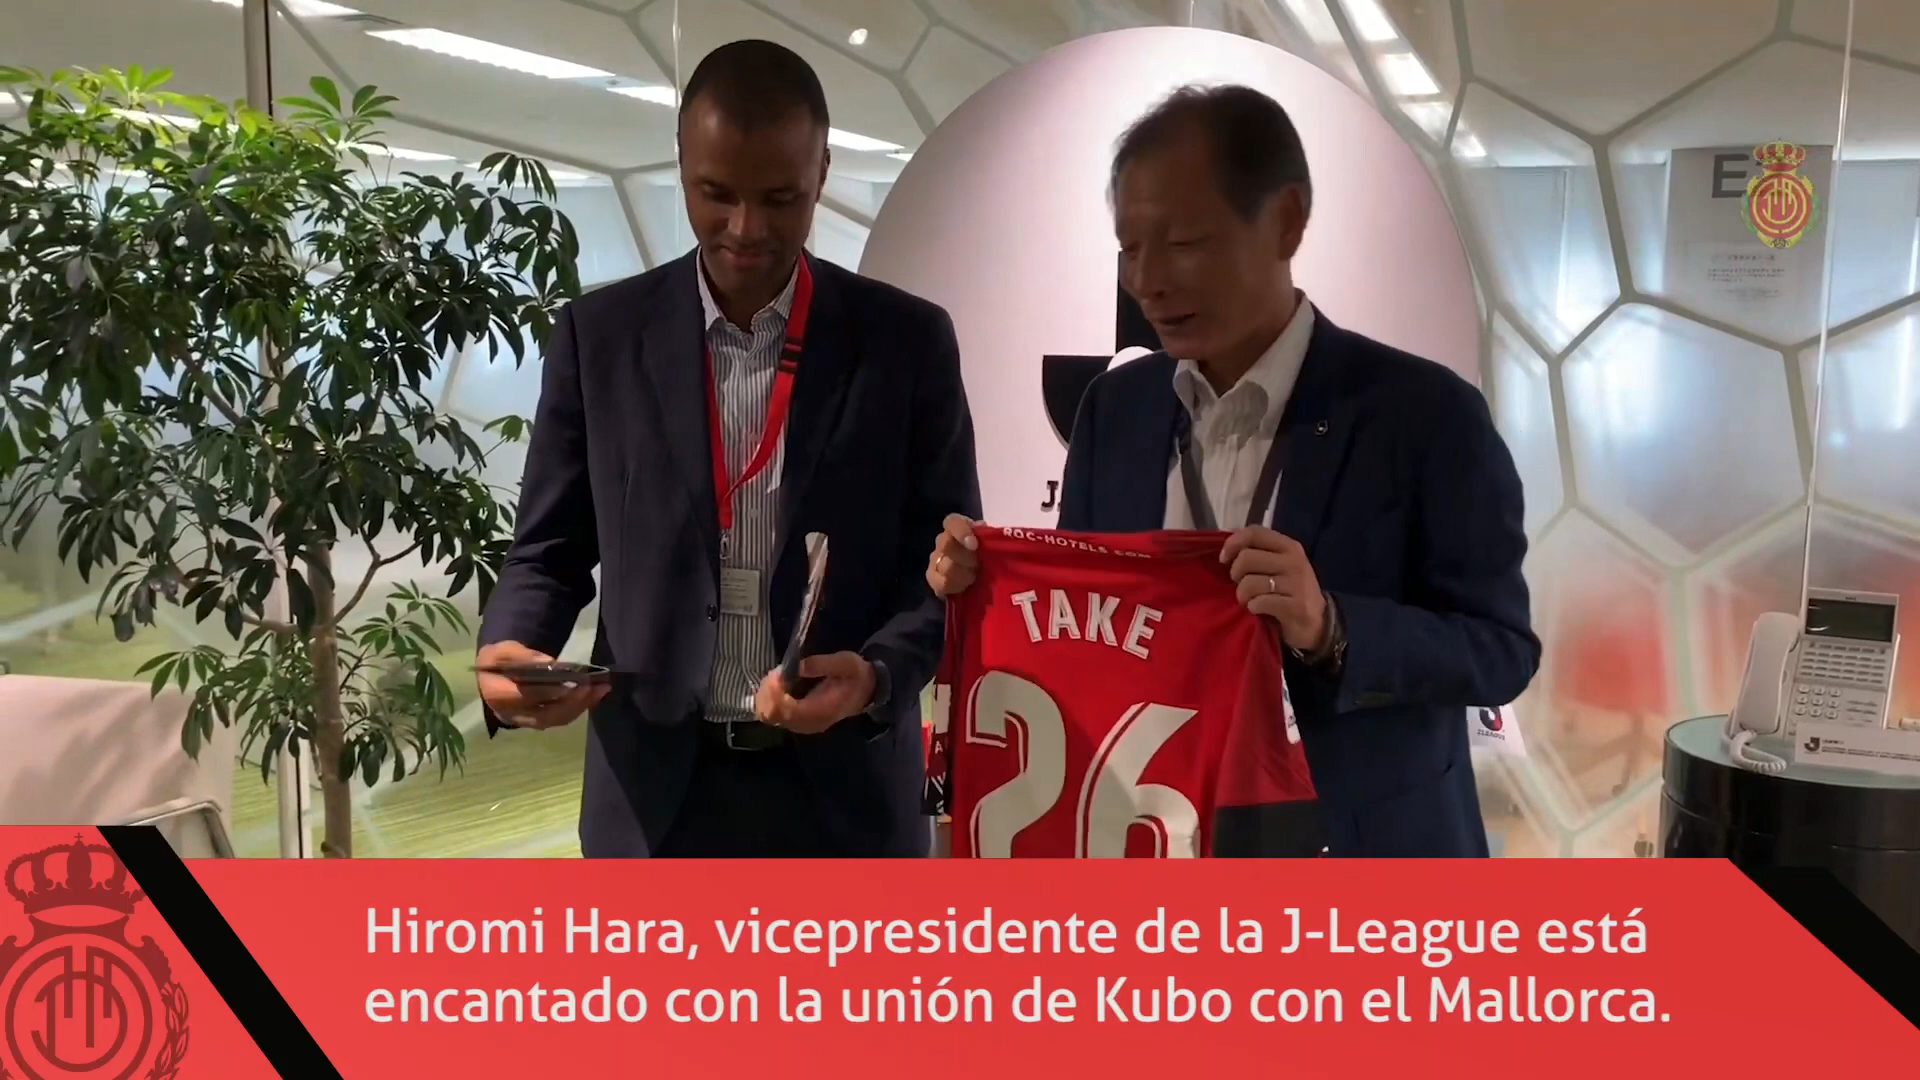 ROC-HOTELS COM
TAKE
26
J
J.LEAGUE
Hiromi Hara, vicepresidente de la J-League está
encantado con la unión de Kubo con el Mallorca.